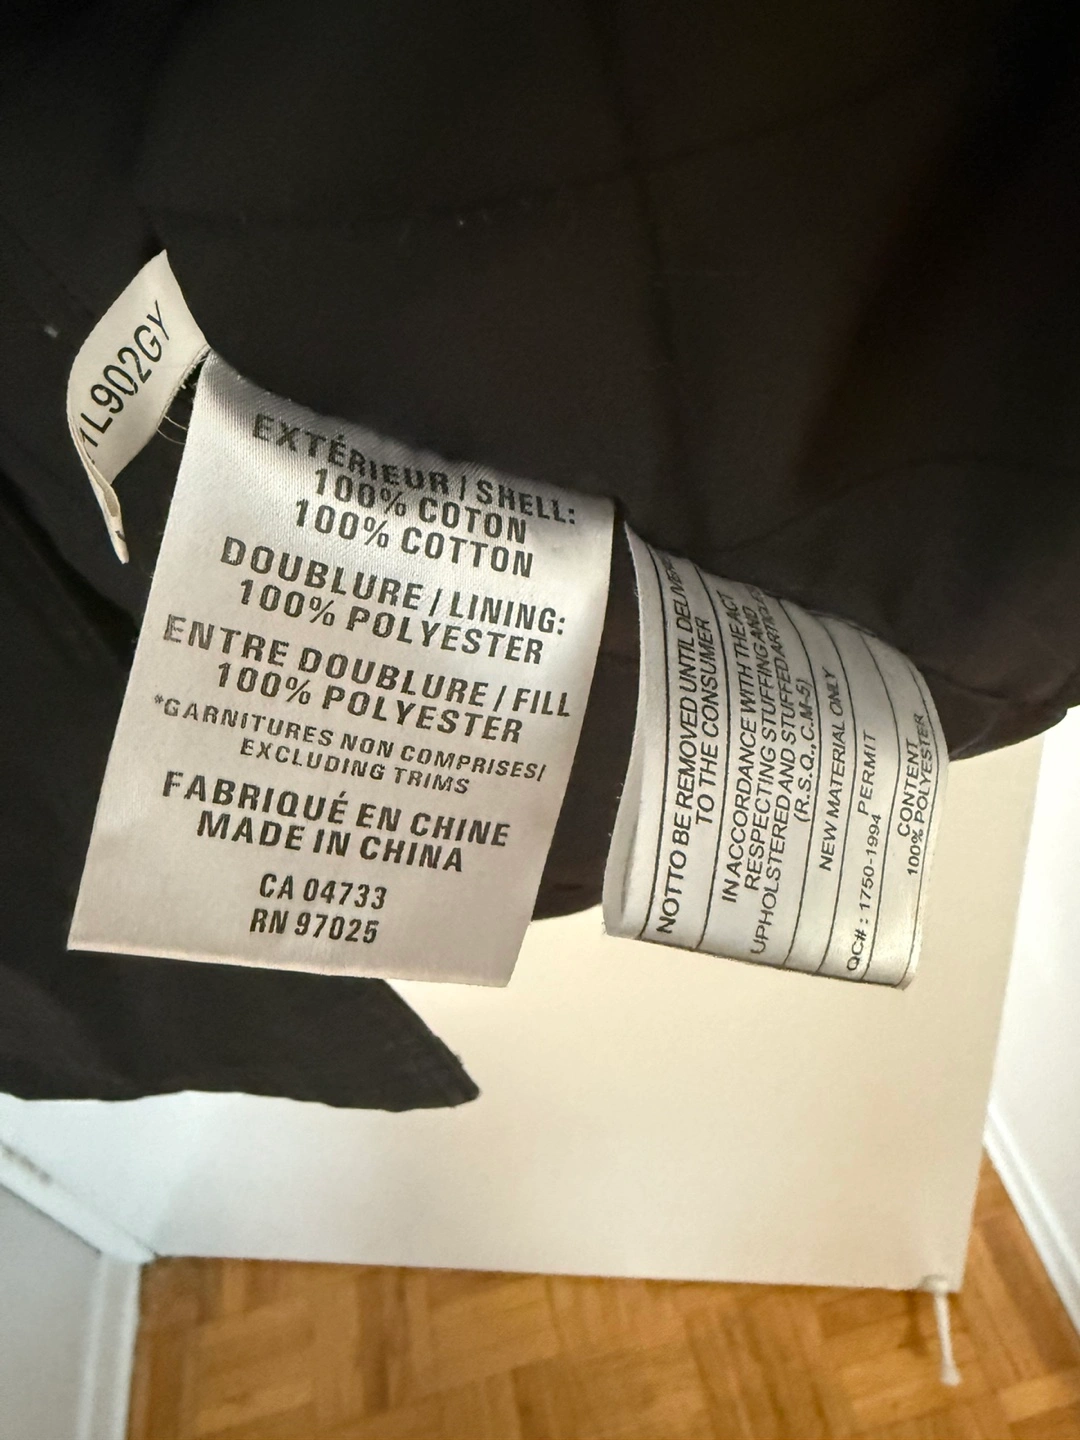 1L902GY
EXTÉRIEUR / SHELL:
100% COTON
100% COTTON
DOUBLURE / LINING:
100% POLYESTER
ENTRE DOUBLURE / FILL
100% POLYESTER
*GARNITURES NON COMPRISES/
EXCLUDING TRIMS
FABRIQUÉ EN CHINE
MADE IN CHINA
CA 04733
RN 97025
NOT TO BE REMOVED UNTIL
TO THE CONSUMER
IN ACCORDANCE WITH THE ACT
RESPECTING STUFFING AND
UPHOLSTERED AND STUFFED
(R.S.Q., C.M-5)
NEW MATERIAL ONLY
PERMIT
QC# : 1750-1994
CONTENT
100% POLYESTER